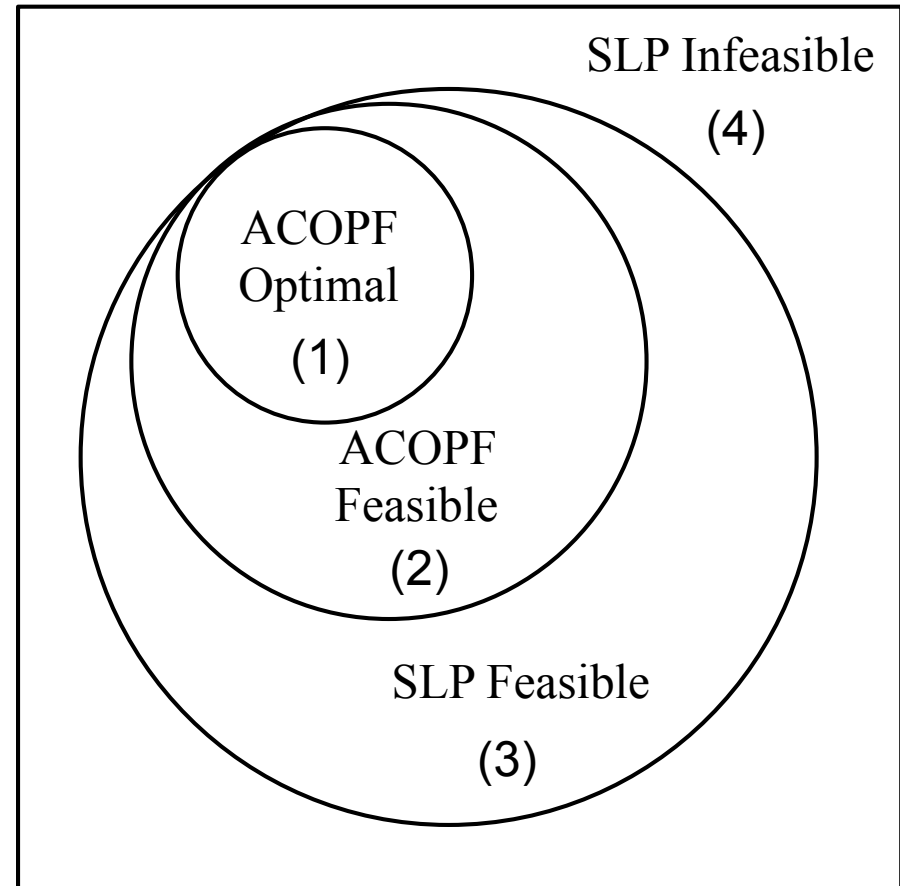 SLP Infeasible
(4)
ACOPF
Optimal
(1)
ACOPF
Feasible
(2)
SLP Feasible
(3)